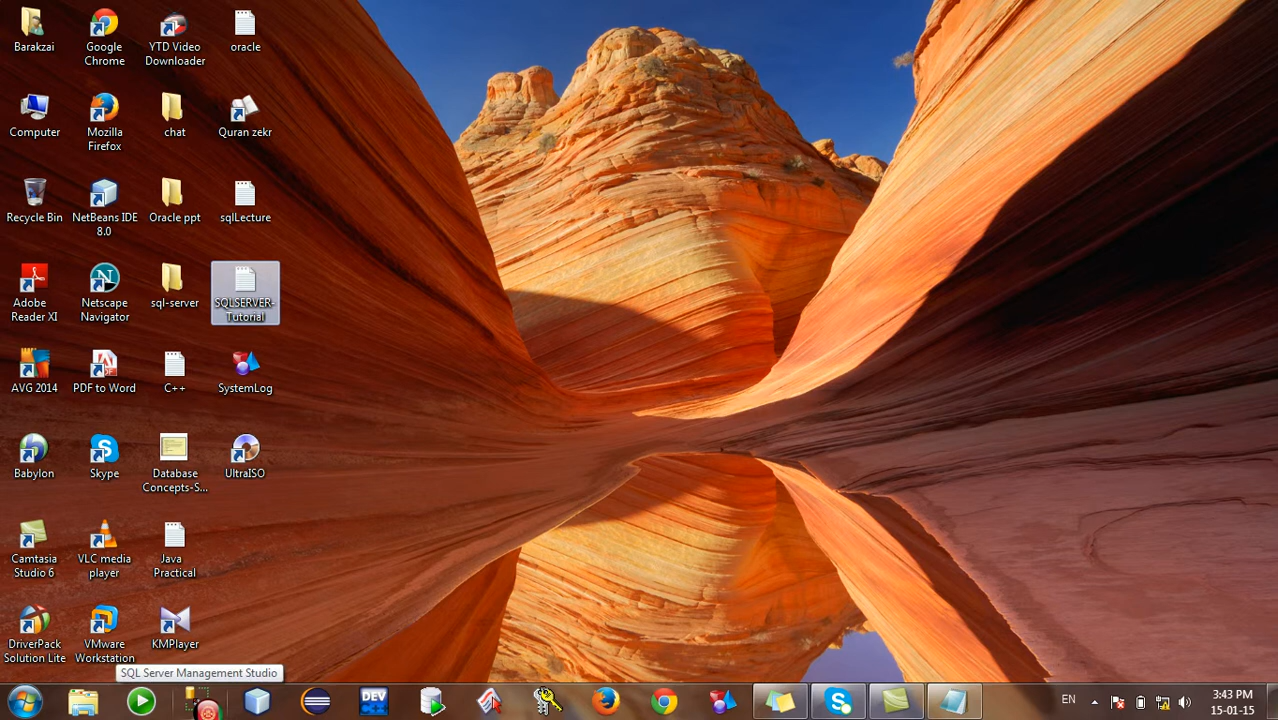 Barakzai
Google
Chrome
YTD Video
Downloader
oracle
Computer
Mozilla
Firefox
chat
Quran zekr
Recycle Bin
NetBeans IDE
8.0
Oracle ppt
sqlLecture
Adobe
Reader XI
Netscape
Navigator
sql-server
SQLSERVER-
Tutorial
AVG 2014
PDF to Word
C++
SystemLog
Babylon
Skype
Database
Concepts-S...
UltraISO
Camtasia
Studio 6
VLC media
player
Java
Practical
DriverPack
Solution Lite
VMware
Workstation
KMPlayer
SQL Server Management Studio
DEV
EN
3:43 PM
15-01-15